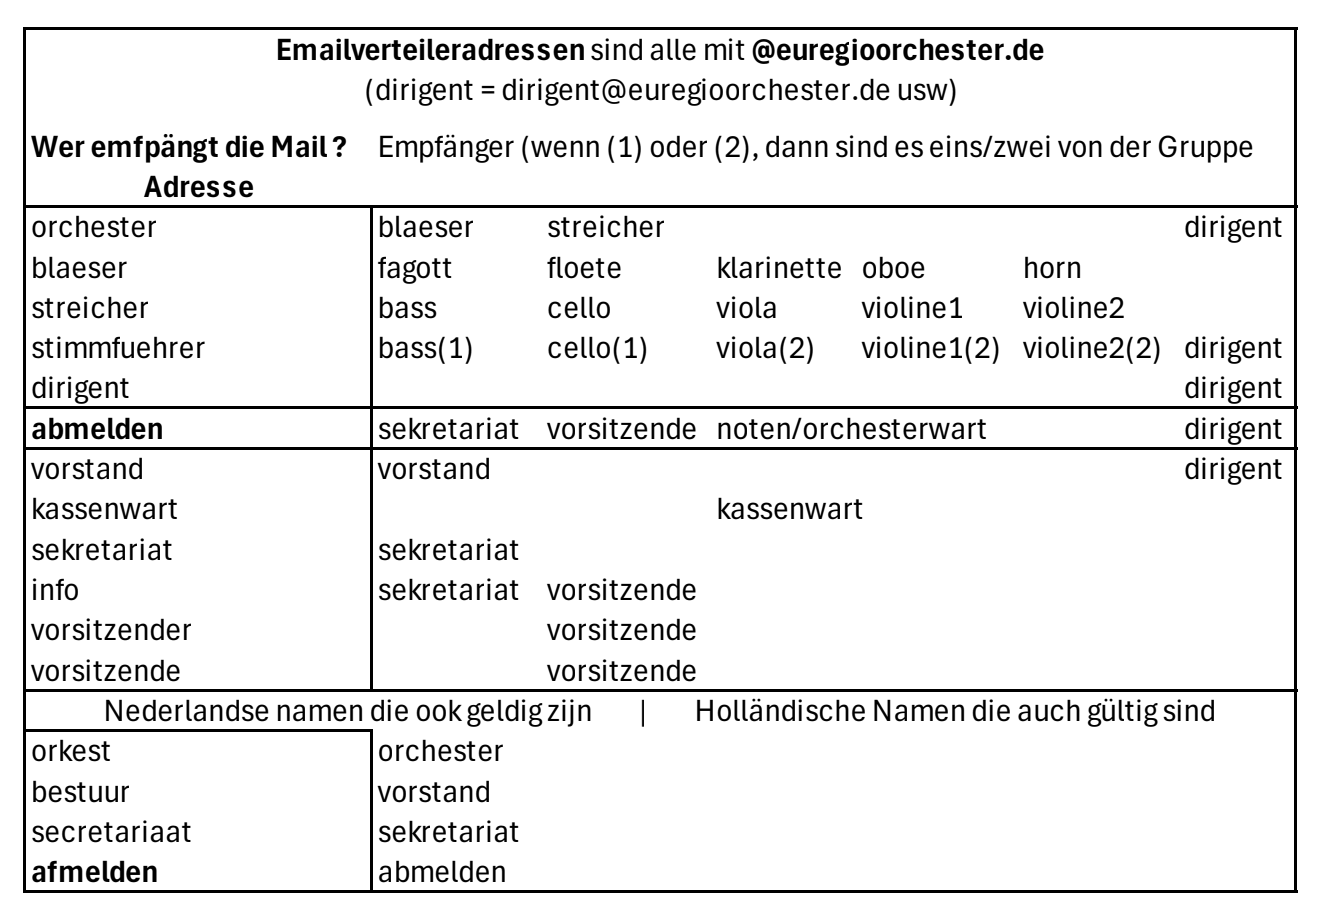 Emailverteileradressen sind alle mit @euregioorchester.de
(dirigent = dirigent@euregioorchester.de usw)
Wer emfpängt die Mail ? Empfänger (wenn (1) oder (2), dann sind es eins/zwei von der Gruppe
Adresse
orchester blaeser streicher dirigent
blaeser fagott floete klarinette oboe horn
streicher bass cello viola violine1 violine2
stimmfuehrer bass(1) cello(1) viola(2) violine1(2) violine2(2) dirigent
dirigent dirigent
abmelden sekretariat vorsitzende noten/orchesterwart dirigent
vorstand vorstand dirigent
kassenwart kassenwart
sekretariat sekretariat
info sekretariat vorsitzende
vorsitzender vorsitzende
vorsitzende vorsitzende
Nederlandse namen die ook geldig zijn | Holländische Namen die auch gültig sind
orkest orchester
bestuur vorstand
secretariaat sekretariat
afmelden abmelden